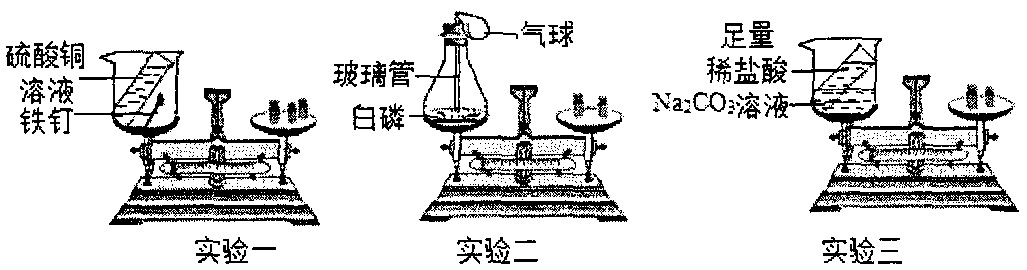 硫酸铜
溶液
铁钉
气球
玻璃管
白磷
足量
稀盐酸
Na₂CO₃溶液
实验一
实验二
实验三